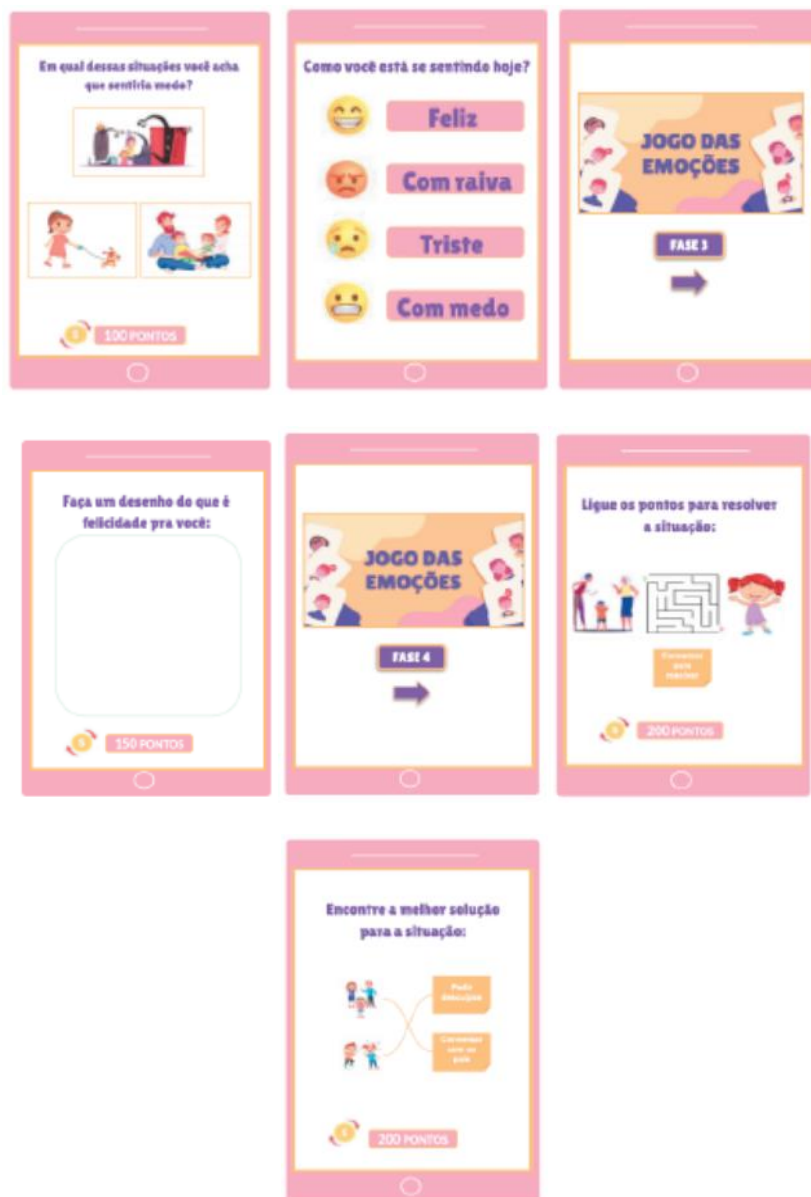 Em qual dessas situações você acha
que sentiria medo?
100 PONTOS
Como você está se sentindo hoje?
Feliz
Com raiva
Triste
Com medo
JOGO DAS
EMOÇÕES
FASE 3
Faça um desenho do que é
felicidade pra você:
150 PONTOS
JOGO DAS
EMOÇÕES
FASE 4
Ligue os pontos para resolver
a situação:
para
resolver
200 PONTOS
Encontre a melhor solução
para a situação:
200 PONTOS